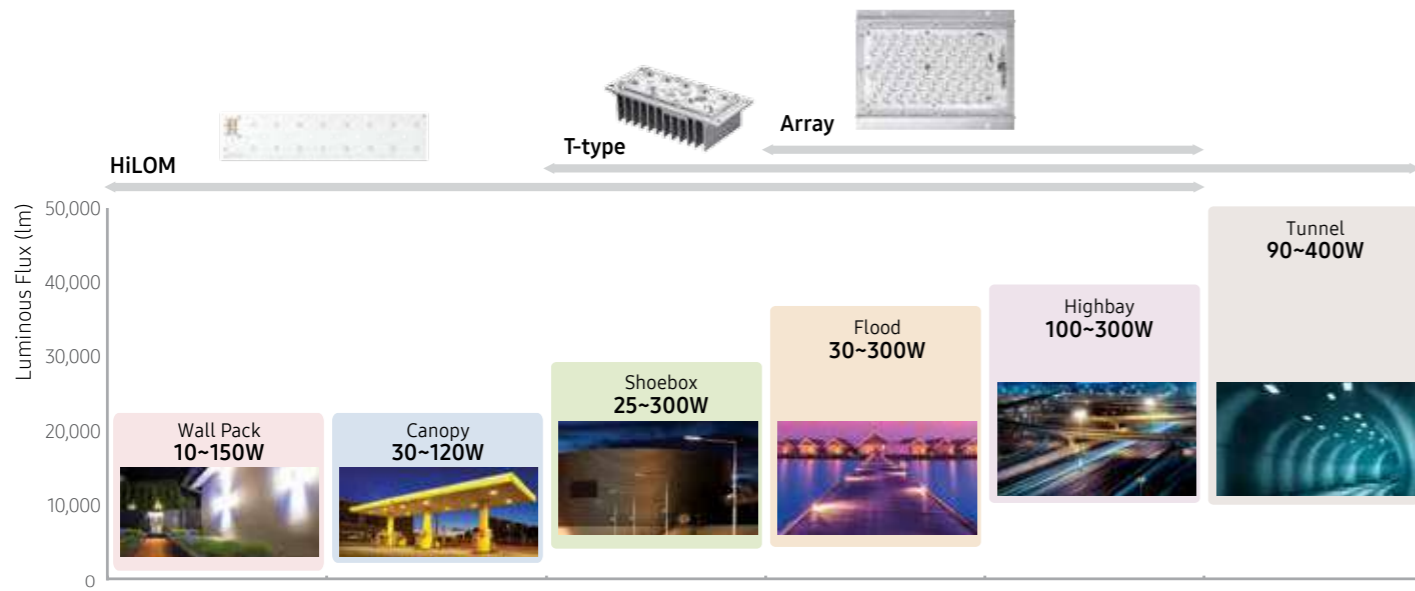 Array
T-type
HiLOM
Luminous Flux (lm)
50,000
40,000
30,000
20,000
10,000
0
Wall Pack
10~150W
Canopy
30~120W
Shoebox
25~300W
Flood
30~300W
Highbay
100~300W
Tunnel
90~400W